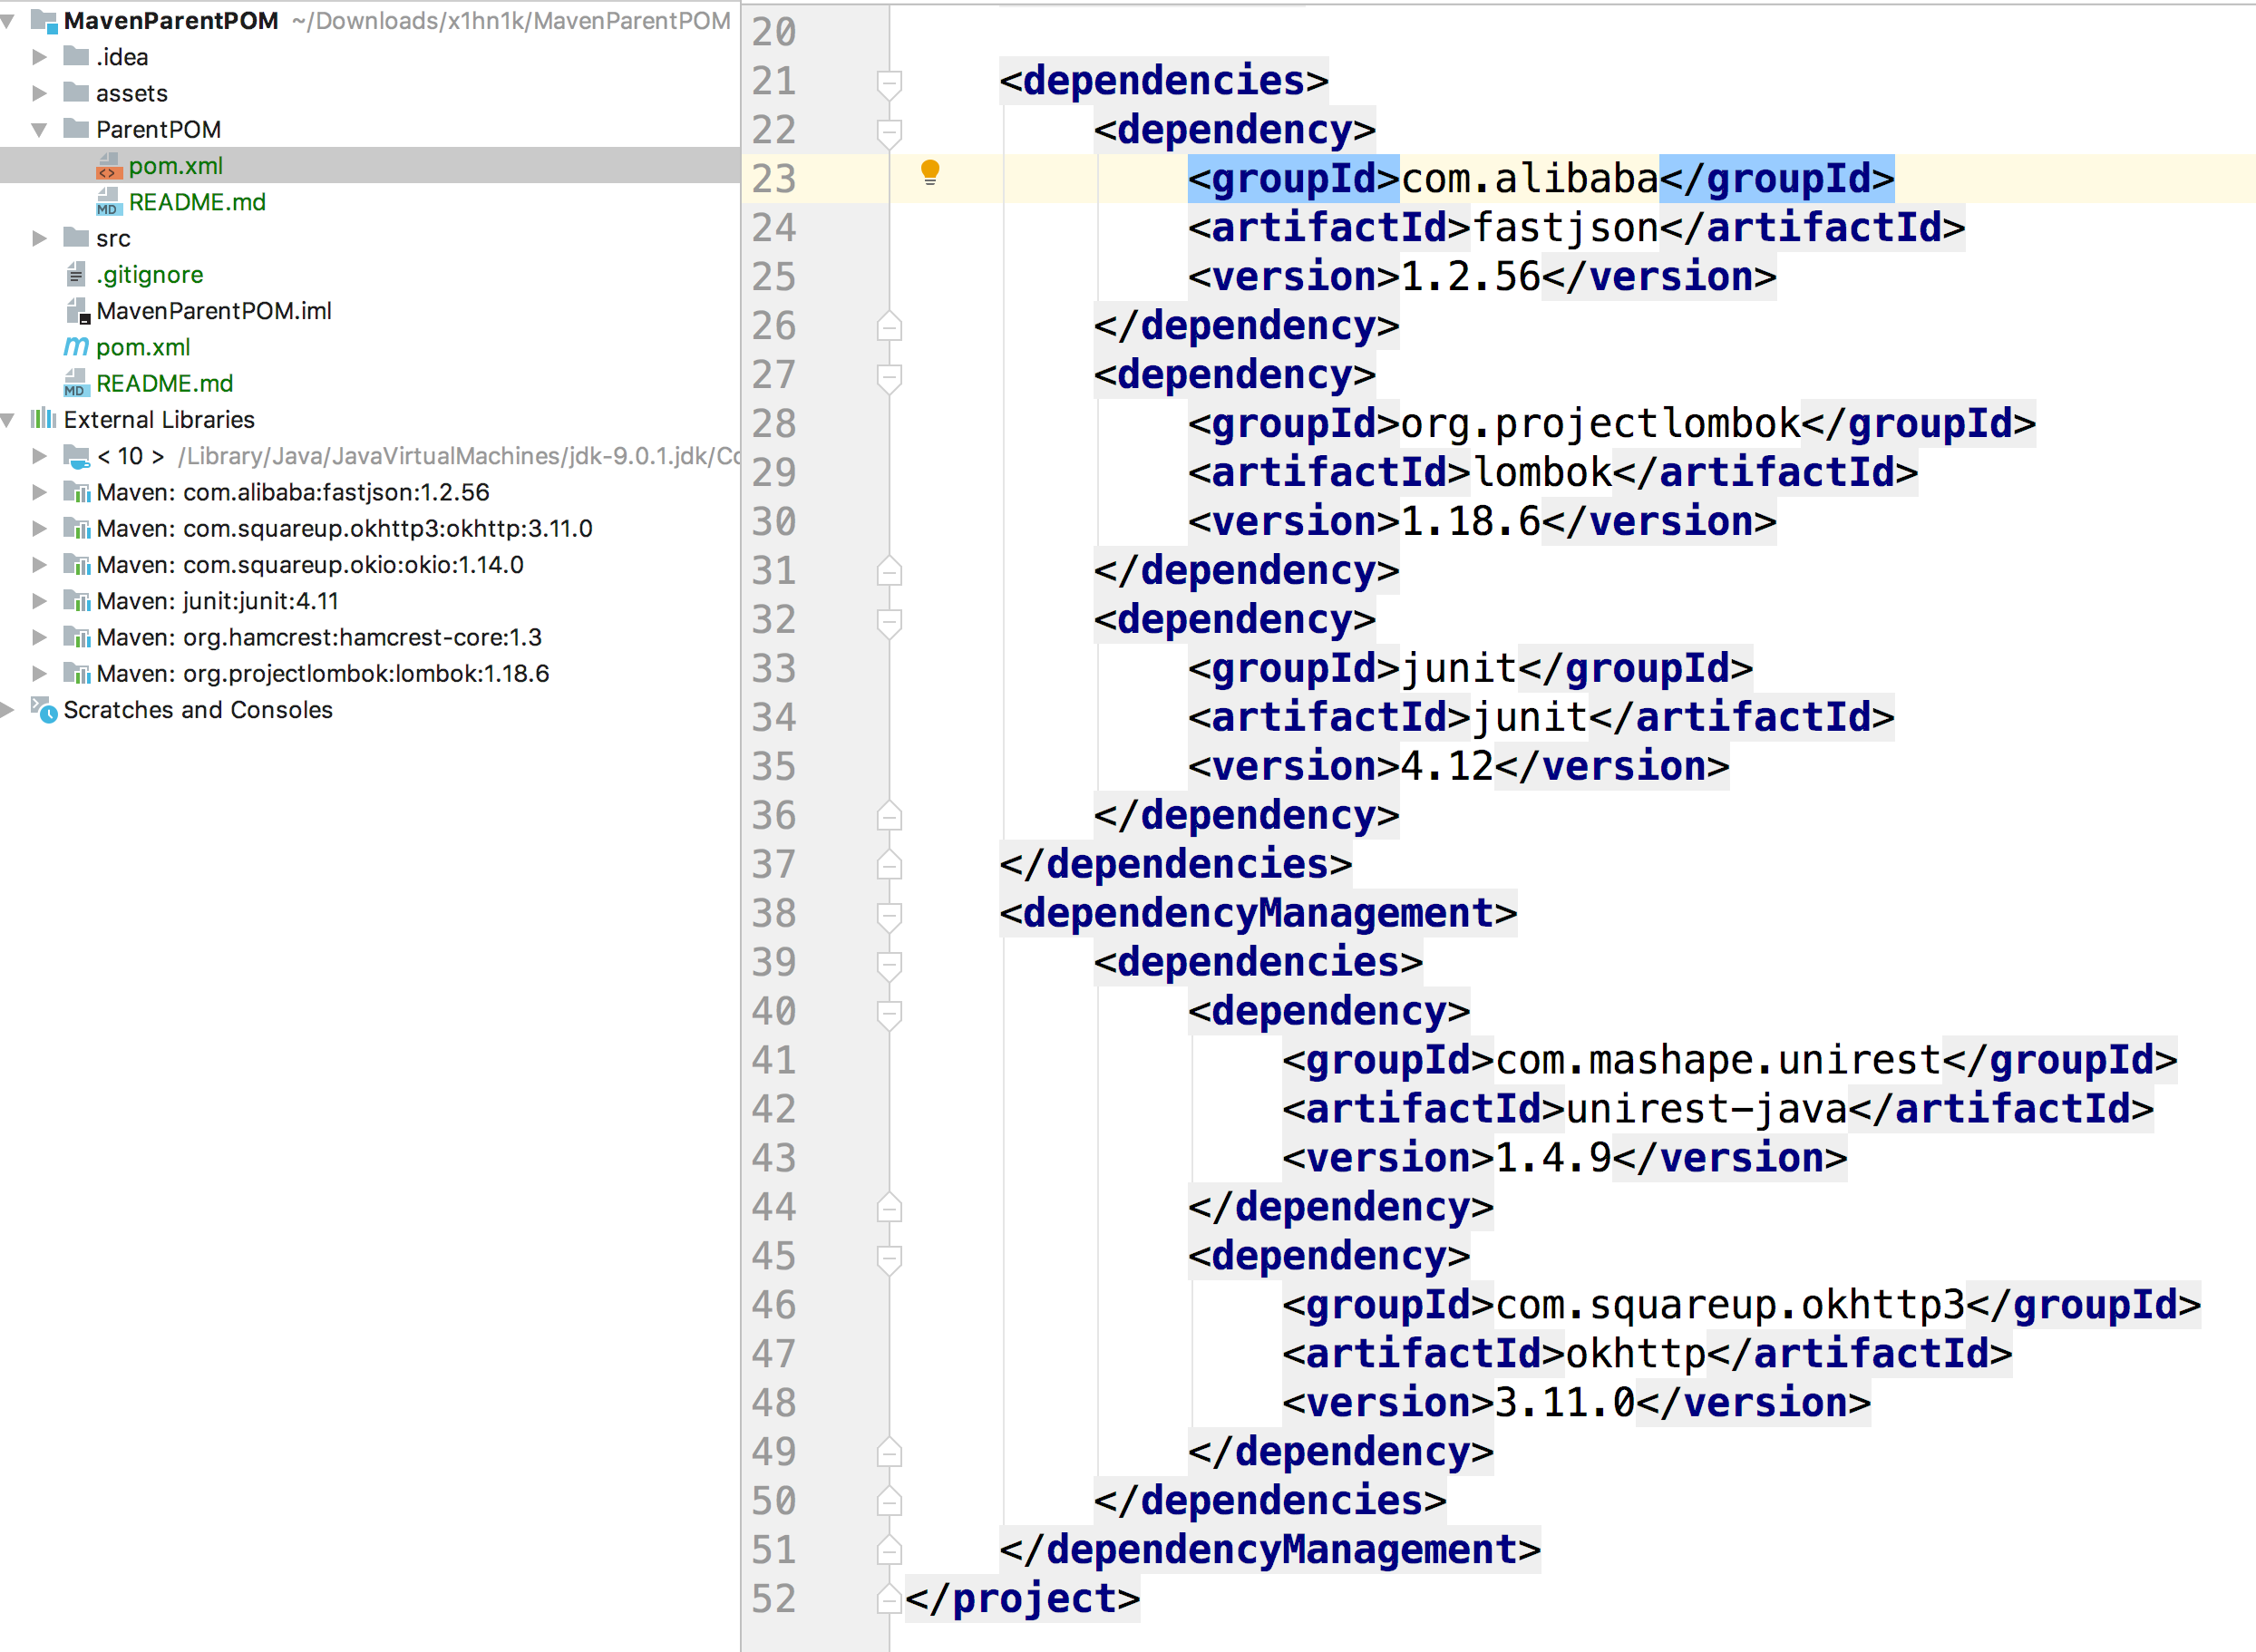 MavenParentPOM ~/Downloads/x1hn1k/MavenParentPOM
.idea
assets
ParentPOM
pom.xml
README.md
src
.gitignore
MavenParentPOM.iml
pom.xml
README.md
External Libraries
< 10 > /Library/Java/JavaVirtualMachines/jdk-9.0.1.jdk/Co
Maven: com.alibaba:fastjson:1.2.56
Maven: com.squareup.okhttp3:okhttp:3.11.0
Maven: com.squareup.okio:okio:1.14.0
Maven: junit:junit:4.11
Maven: org.hamcrest:hamcrest-core:1.3
Maven: org.projectlombok:lombok:1.18.6
Scratches and Consoles
20
21 <dependencies>
22 <dependency>
23 <groupId>com.alibaba</groupId>
24 <artifactId>fastjson</artifactId>
25 <version>1.2.56</version>
26 </dependency>
27 <dependency>
28 <groupId>org.projectlombok</groupId>
29 <artifactId>lombok</artifactId>
30 <version>1.18.6</version>
31 </dependency>
32 <dependency>
33 <groupId>junit</groupId>
34 <artifactId>junit</artifactId>
35 <version>4.12</version>
36 </dependency>
37 </dependencies>
38 <dependencyManagement>
39 <dependencies>
40 <dependency>
41 <groupId>com.mashape.unirest</groupId>
42 <artifactId>unirest-java</artifactId>
43 <version>1.4.9</version>
44 </dependency>
45 <dependency>
46 <groupId>com.squareup.okhttp3</groupId>
47 <artifactId>okhttp</artifactId>
48 <version>3.11.0</version>
49 </dependency>
50 </dependencies>
51 </dependencyManagement>
52 </project>